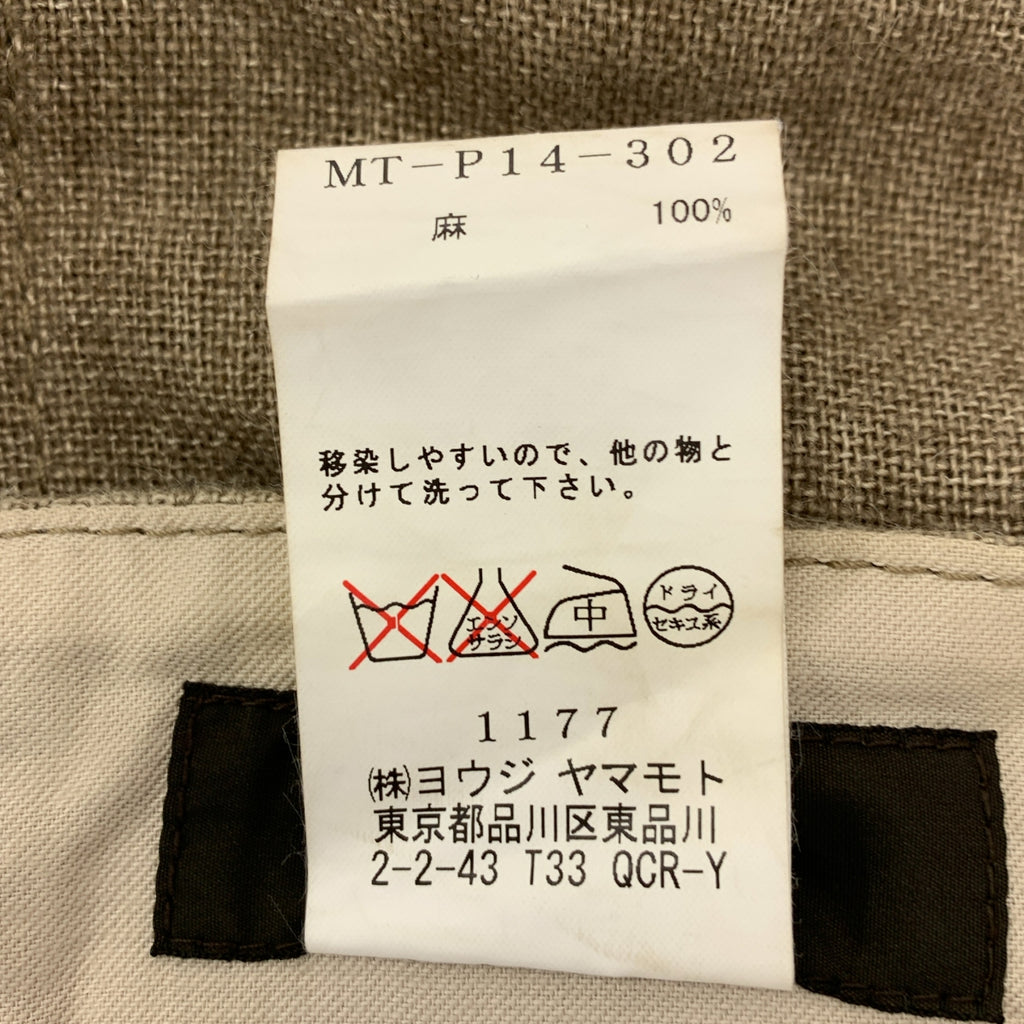 MT-P14-302
麻 100%
移染しやすいので、他の物と
分けて洗って下さい。
エンソ
サラシ
中
ドライ
セキユ系
1177
㈱ヨウジ ヤマモト
東京都品川区東品川
2-2-43 T33 QCR-Y